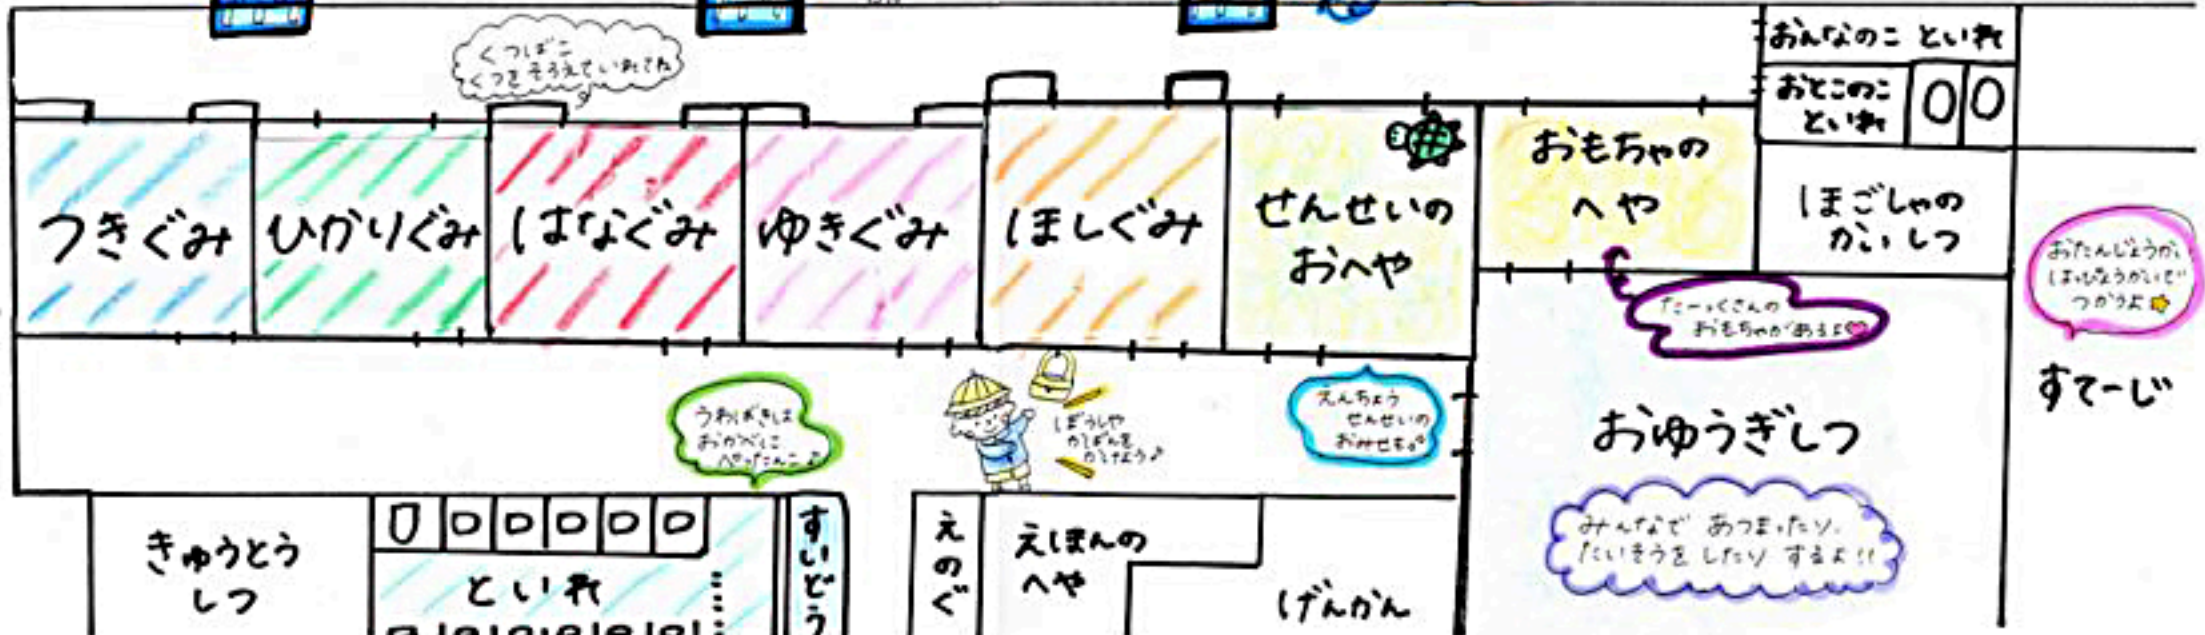 くつばこ
くつをそろえていれてね
おんなのこ といれ
おとこのこ
といれ
つきぐみ
ひかりぐみ
はなぐみ
ゆきぐみ
ほしぐみ
せんせいの
おへや
おもちゃの
へや
ほごしゃの
かいしつ
たーっくさんの
おもちゃがあるよ
おたんじょうかい
はっぴょうかいで
つかうよ
すてーじ
うわばきは
おかべに
ぺったんこ♪
ぼうしや
かばんを
かけよう♪
えんちょう
せんせいの
おみせも
おゆうぎしつ
みんなで あつまったり、
たいそうを したり するよ!!
きゅうとう
しつ
といれ
すいどう
えのぐ
えほんの
へや
げんかん